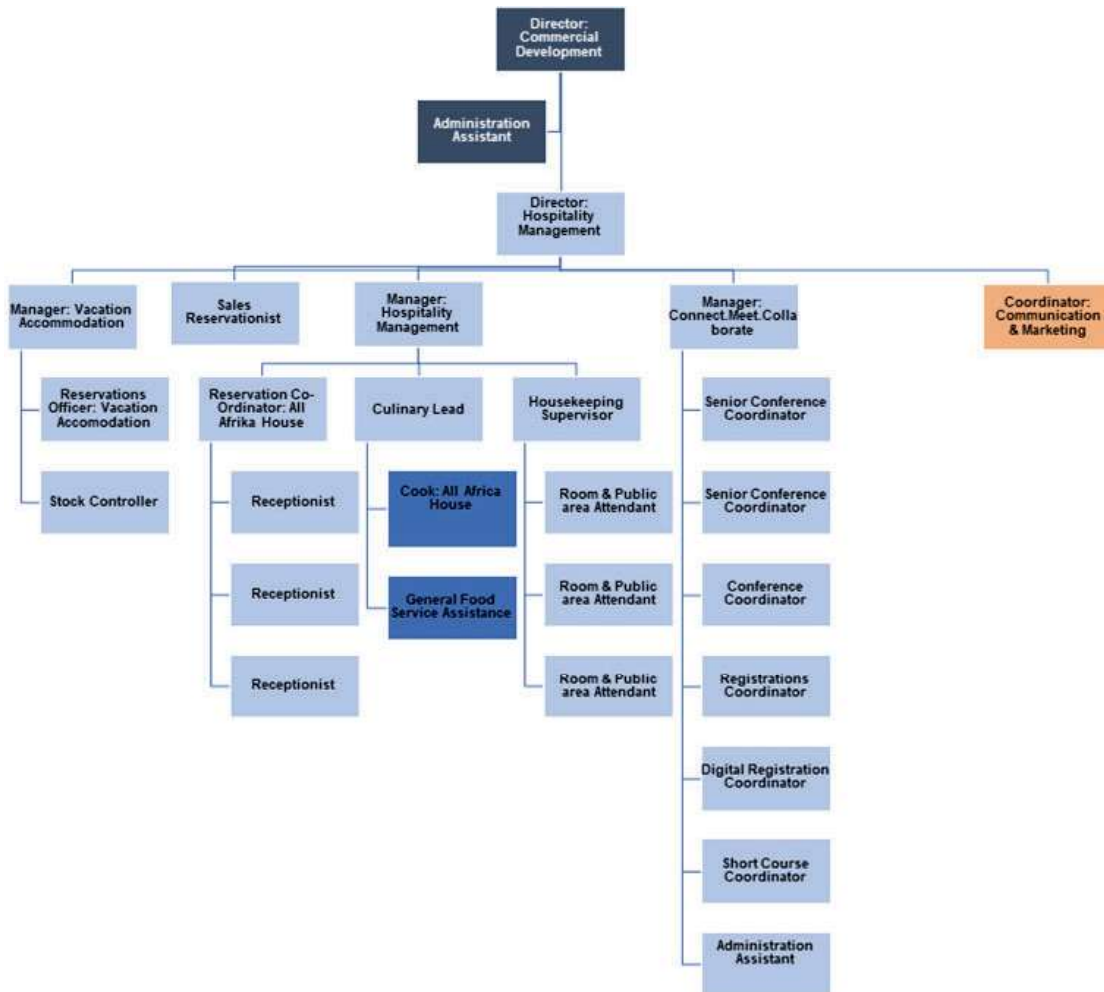 Director:
Commercial
Development
Administration
Assistant
Director:
Hospitality
Management
Manager: Vacation
Accommodation
Sales
Reservationist
Manager:
Hospitality
Management
Manager:
Connect.Meet.Colla
borate
Coordinator:
Communication
& Marketing
Reservations
Officer: Vacation
Accomodation
Stock Controller
Reservation Co-
Ordinator: All
Afrika House
Receptionist
Receptionist
Receptionist
Culinary Lead
Cook: All Africa
House
General Food
Service Assistance
Housekeeping
Supervisor
Room & Public
area Attendant
Room & Public
area Attendant
Room & Public
area Attendant
Senior Conference
Coordinator
Senior Conference
Coordinator
Conference
Coordinator
Registrations
Coordinator
Digital Registration
Coordinator
Short Course
Coordinator
Administration
Assistant